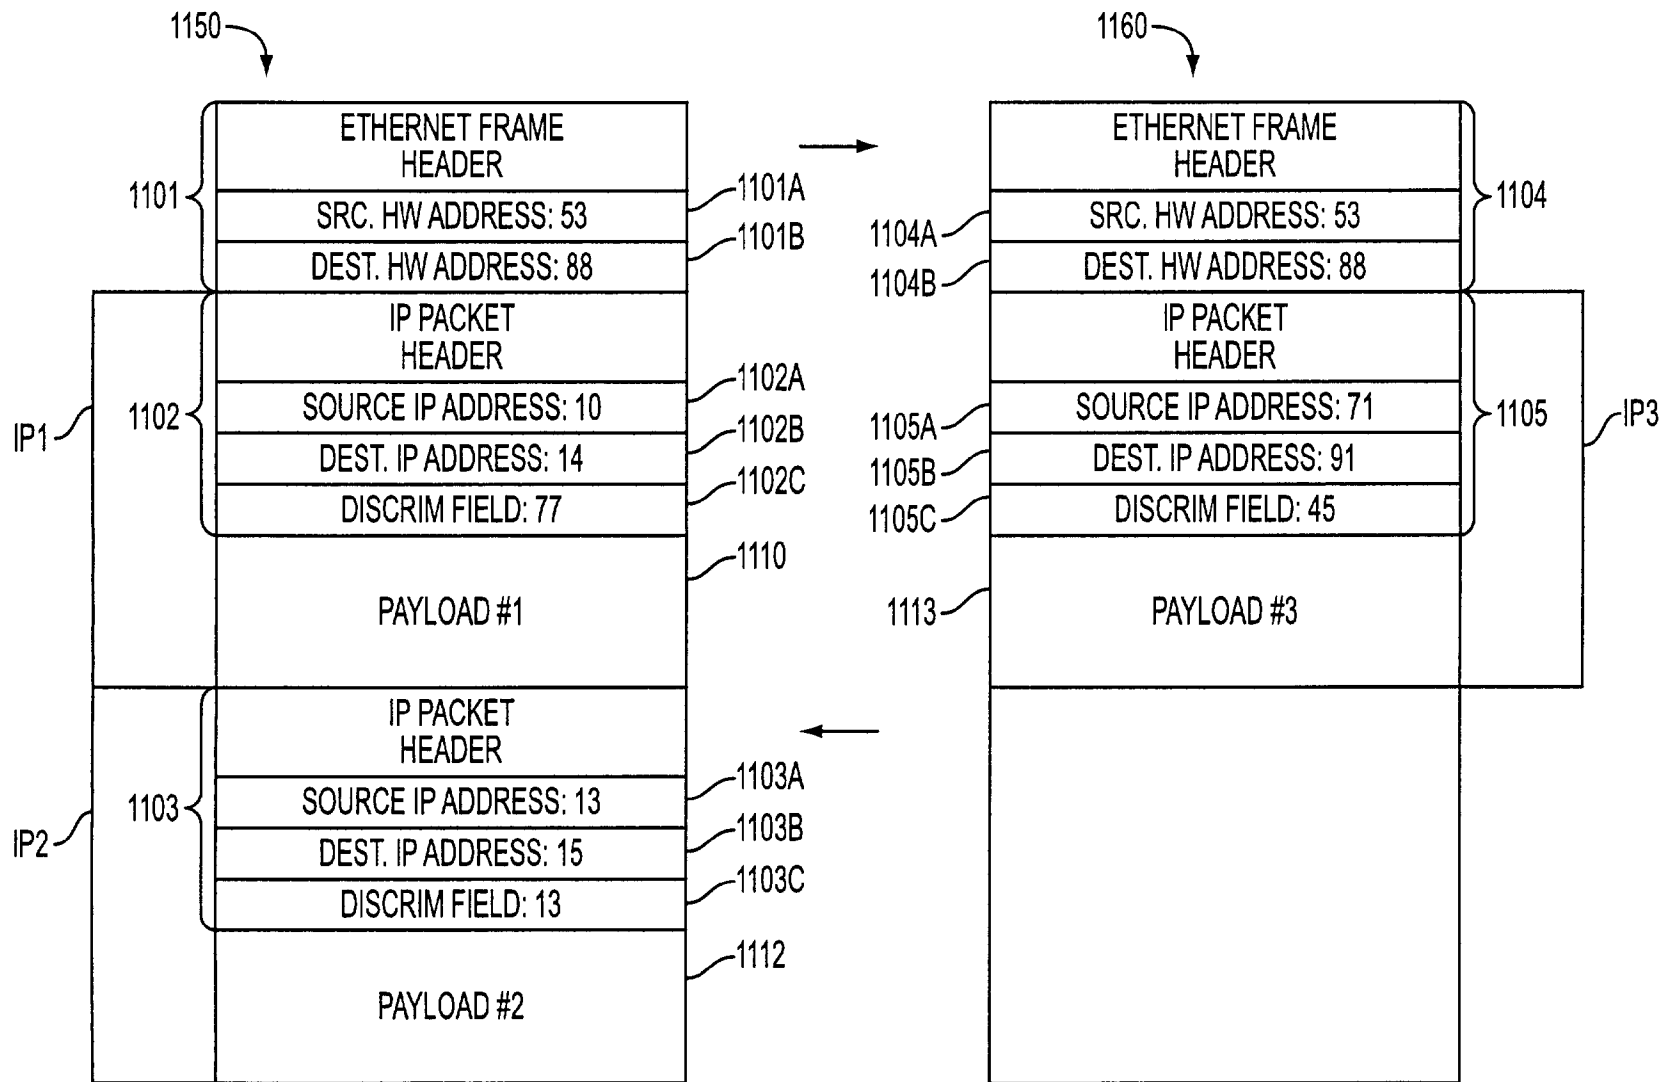 1150
1160
ETHERNET FRAME
HEADER
1101
1101A
SRC. HW ADDRESS: 53
1101B
DEST. HW ADDRESS: 88
IP PACKET
HEADER
1102A
1102
SOURCE IP ADDRESS: 10
IP1
1102B
DEST. IP ADDRESS: 14
1102C
DISCRIM FIELD: 77
1110
PAYLOAD #1
IP PACKET
HEADER
1103A
1103
SOURCE IP ADDRESS: 13
1103B
IP2
DEST. IP ADDRESS: 15
1103C
DISCRIM FIELD: 13
1112
PAYLOAD #2
ETHERNET FRAME
HEADER
1104
SRC. HW ADDRESS: 53
1104A
DEST. HW ADDRESS: 88
1104B
IP PACKET
HEADER
SOURCE IP ADDRESS: 71
1105
IP3
1105A
DEST. IP ADDRESS: 91
1105B
DISCRIM FIELD: 45
1105C
1113
PAYLOAD #3